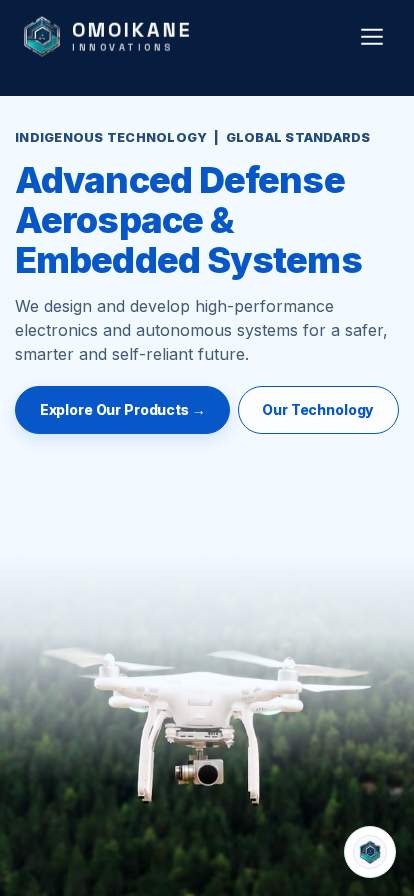 OMOIKANE
INNOVATIONS
INDIGENOUS TECHNOLOGY | GLOBAL STANDARDS
Advanced Defense
Aerospace &
Embedded Systems
We design and develop high-performance
electronics and autonomous systems for a safer,
smarter and self-reliant future.
Explore Our Products →
Our Technology